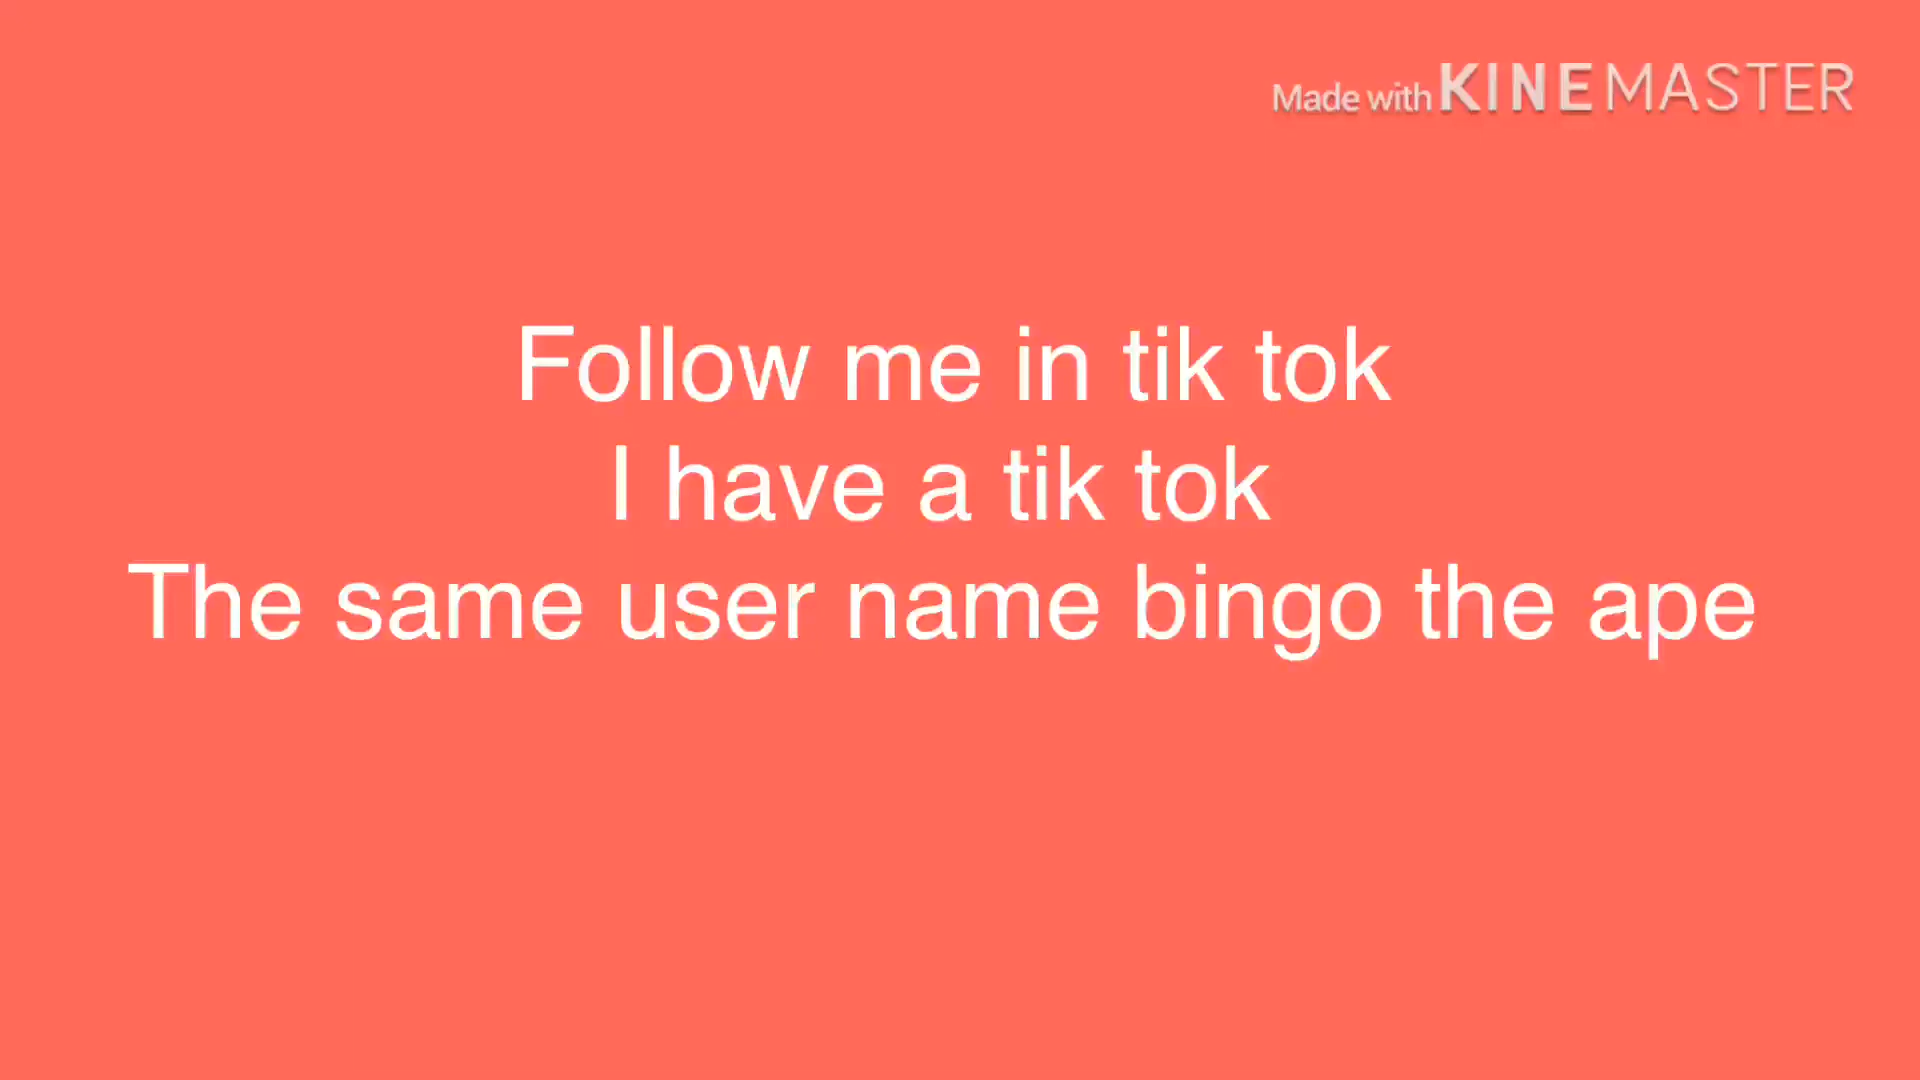 Made with KINEMASTER
Follow me in tik tok
I have a tik tok
The same user name bingo the ape